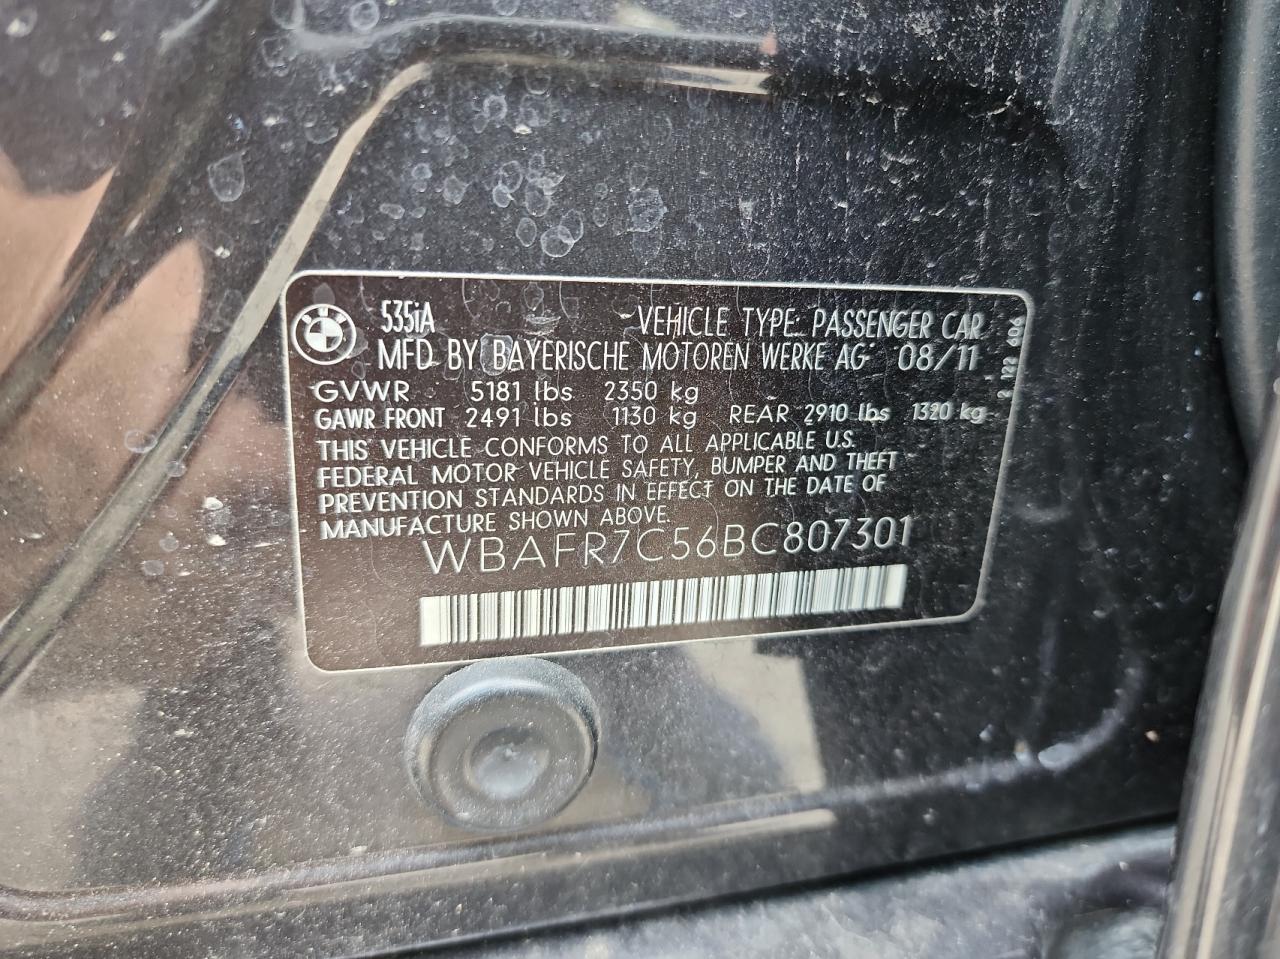 BMW
535iA VEHICLE TYPE: PASSENGER CAR
MFD BY BAYERISCHE MOTOREN WERKE AG 08/11
GVWR 5181 lbs 2350 kg
GAWR FRONT 2491 lbs 1130 kg REAR 2910 lbs 1320 kg
THIS VEHICLE CONFORMS TO ALL APPLICABLE U.S.
FEDERAL MOTOR VEHICLE SAFETY, BUMPER AND THEFT
PREVENTION STANDARDS IN EFFECT ON THE DATE OF
MANUFACTURE SHOWN ABOVE.
WBAFR7C56BC807301